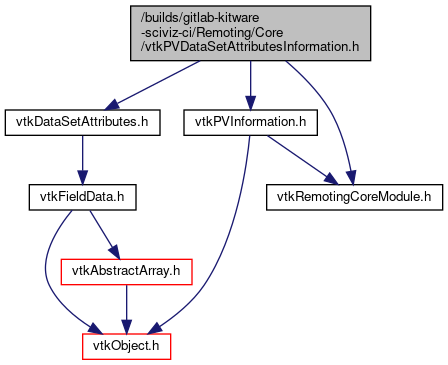 /builds/gitlab-kitware
-sciviz-ci/Remoting/Core
/vtkPVDataSetAttributesInformation.h
vtkDataSetAttributes.h
vtkPVInformation.h
vtkFieldData.h
vtkRemotingCoreModule.h
vtkAbstractArray.h
vtkObject.h